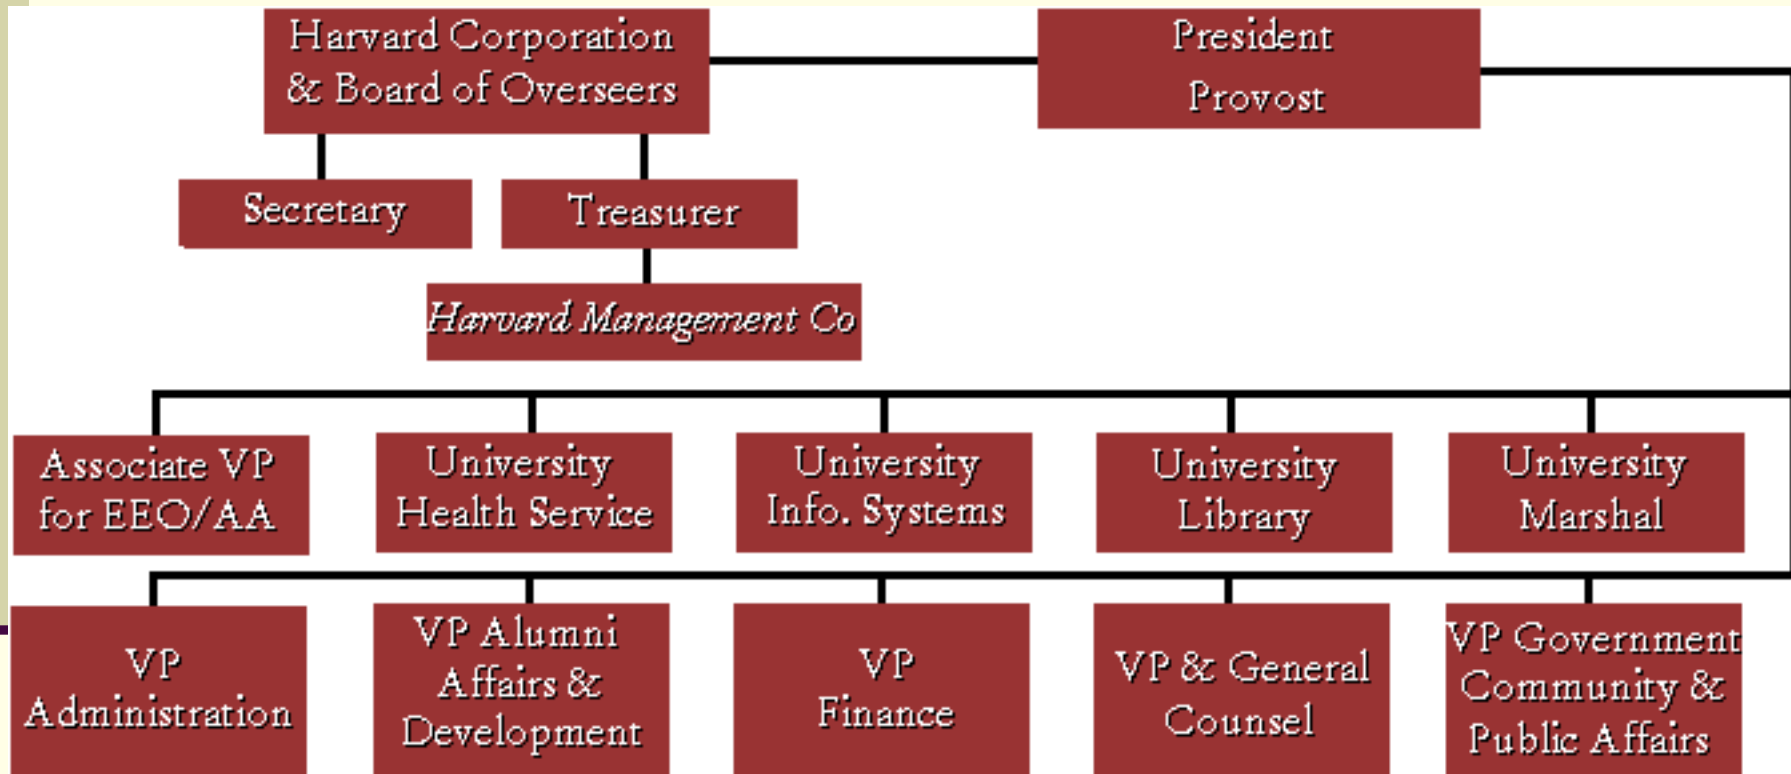 Harvard Corporation
& Board of Overseers
President
Provost
Secretary
Treasurer
Harvard Management Co
Associate VP
for EEO/AA
University
Health Service
University
Info. Systems
University
Library
University
Marshal
VP
Administration
VP Alumni
Affairs &
Development
VP
Finance
VP & General
Counsel
VP Government
Community &
Public Affairs